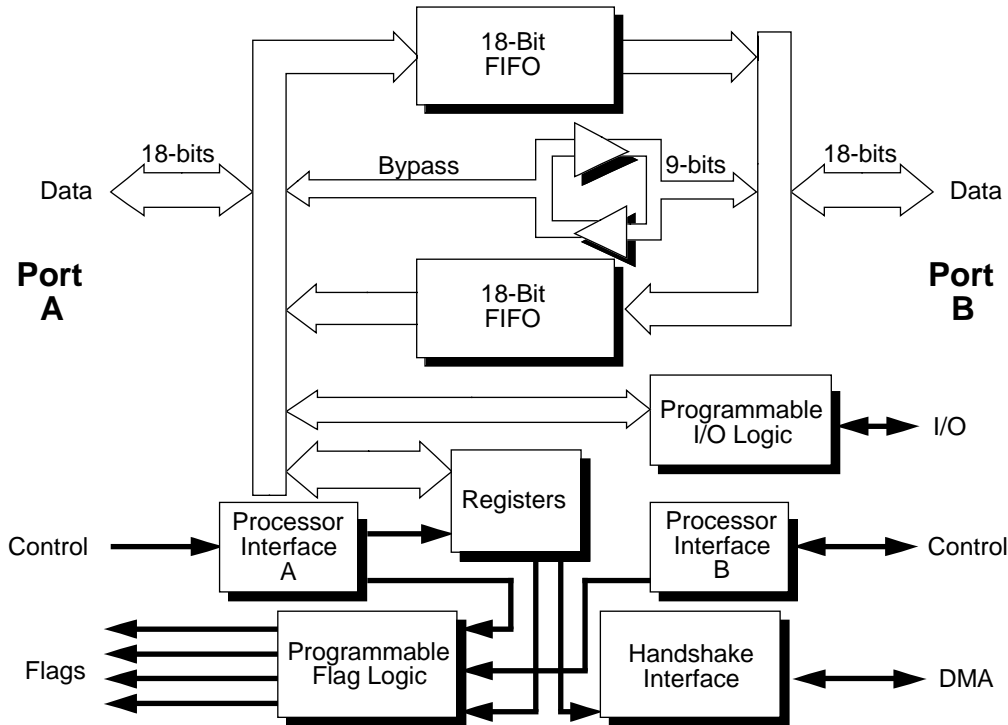 18-Bit
FIFO
18-bits
Bypass
9-bits
18-bits
Data
Data
Port
A
Port
B
18-Bit
FIFO
Programmable
I/O Logic
I/O
Registers
Processor
Interface
A
Processor
Interface
B
Control
Control
Programmable
Flag Logic
Handshake
Interface
Flags
DMA